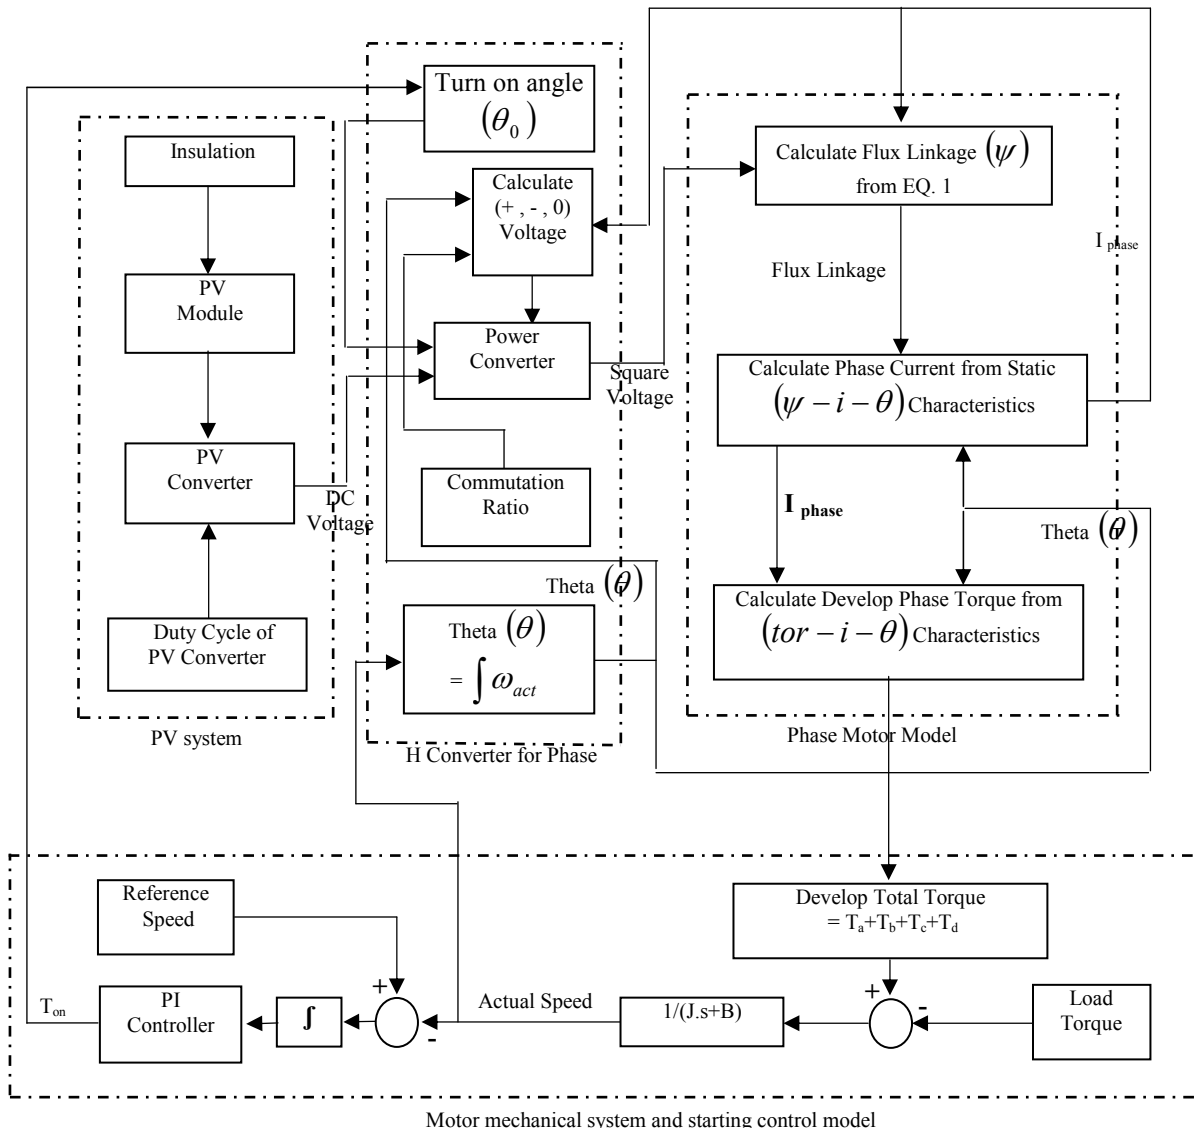 Turn on angle
(θ₀)
Insulation
PV
Module
PV
Converter
DC
Voltage
Duty Cycle of
PV Converter
PV system
Calculate
(+ , - , 0)
Voltage
Power
Converter
Square
Voltage
Commutation
Ratio
Theta (θ)
Theta (θ)
= ∫ ω_act
H Converter for Phase
Calculate Flux Linkage (ψ)
from EQ. 1
I phase
Flux Linkage
Calculate Phase Current from Static
(ψ − i − θ) Characteristics
I phase
Theta (θ)
Calculate Develop Phase Torque from
(tor − i − θ) Characteristics
Phase Motor Model
Reference
Speed
Develop Total Torque
= Ta+Tb+Tc+Td
Ton
PI
Controller
∫
+
-
Actual Speed
1/(J.s+B)
+
-
Load
Torque
Motor mechanical system and starting control model